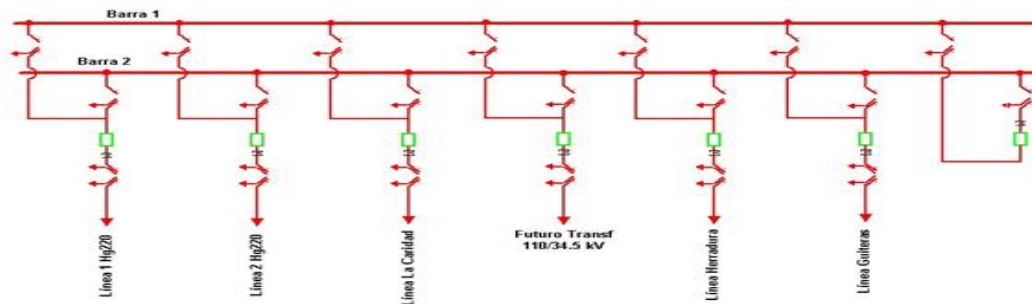 Barra 1
Barra 2
Línea 1 Hg220
Línea 2 Hg220
Línea La Caridad
Futuro Transf
110/34.5 kV
Línea Herradura
Línea Guiteras